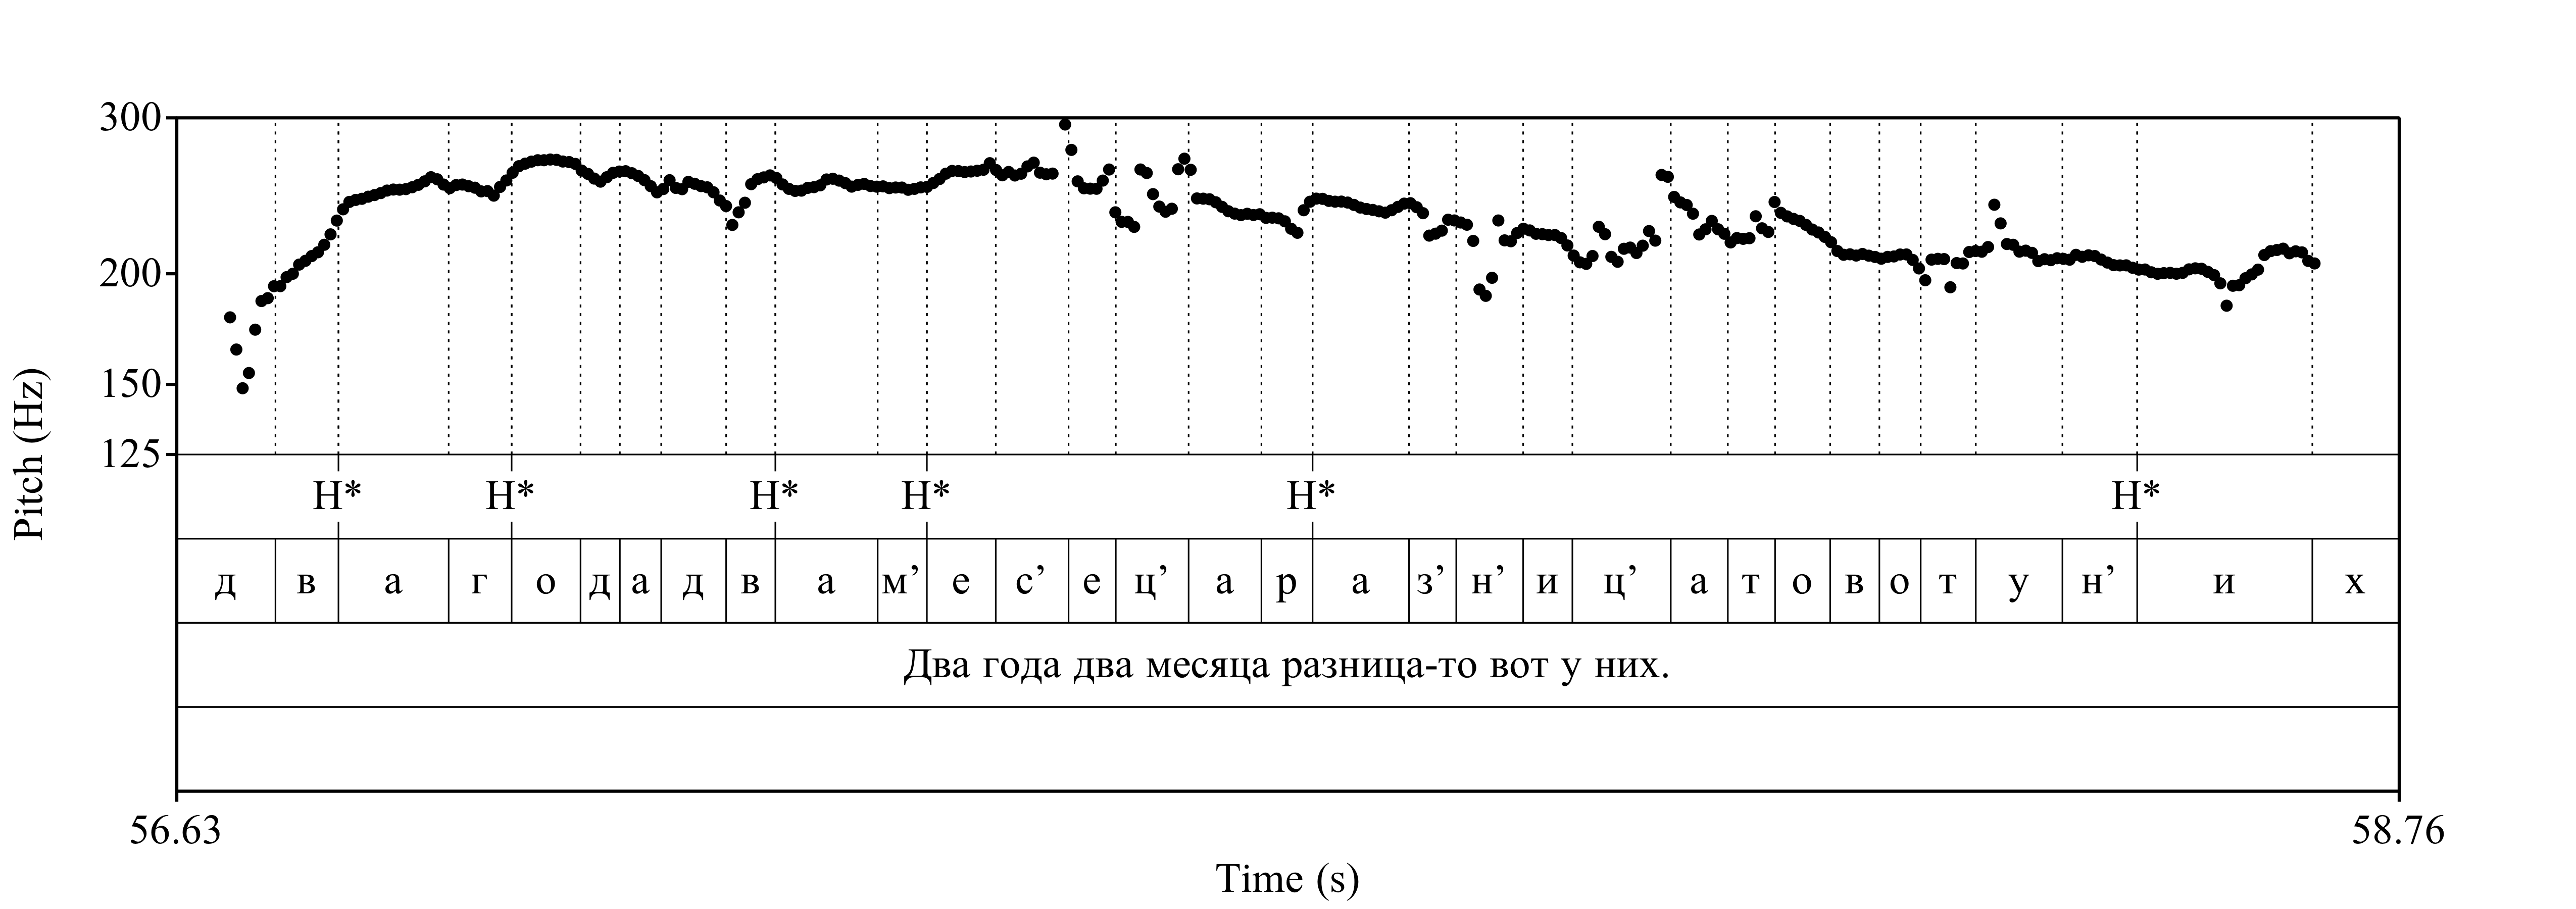 300
200
150
125
Pitch (Hz)
H* H* H* H* H* H*
д в а г о д а д в а м’ е с’ е ц’ а р а з’ н’ и ц’ а т о в о т у н’ и х
Два года два месяца разница-то вот у них.
56.63 58.76
Time (s)